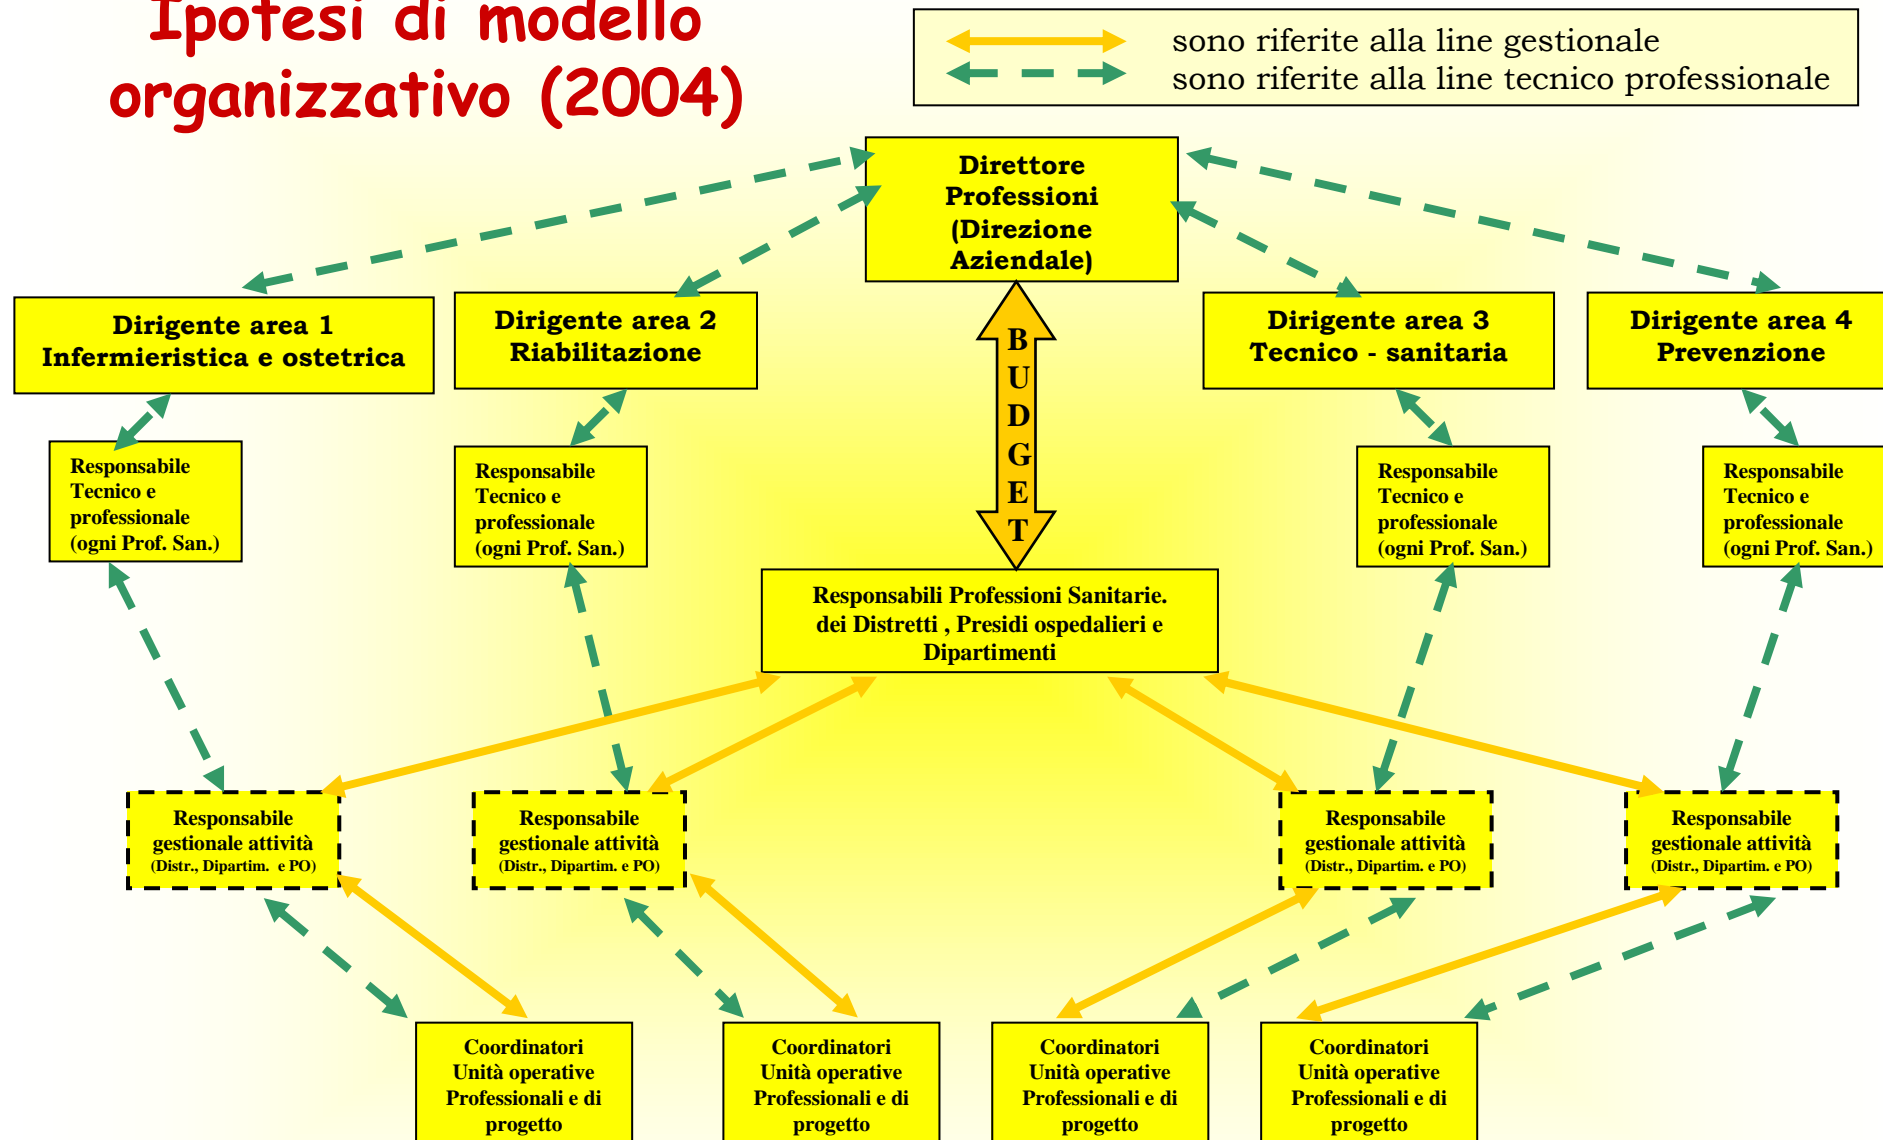 Ipotesi di modello
organizzativo (2004)
sono riferite alla line gestionale
sono riferite alla line tecnico professionale
Direttore
Professioni
(Direzione
Aziendale)
Dirigente area 1
Infermieristica e ostetrica
Dirigente area 2
Riabilitazione
Dirigente area 3
Tecnico - sanitaria
Dirigente area 4
Prevenzione
B
U
D
G
E
T
Responsabile
Tecnico e
professionale
(ogni Prof. San.)
Responsabile
Tecnico e
professionale
(ogni Prof. San.)
Responsabile
Tecnico e
professionale
(ogni Prof. San.)
Responsabile
Tecnico e
professionale
(ogni Prof. San.)
Responsabili Professioni Sanitarie.
dei Distretti , Presidi ospedalieri e
Dipartimenti
Responsabile
gestionale attività
(Distr., Dipartim. e PO)
Responsabile
gestionale attività
(Distr., Dipartim. e PO)
Responsabile
gestionale attività
(Distr., Dipartim. e PO)
Responsabile
gestionale attività
(Distr., Dipartim. e PO)
Coordinatori
Unità operative
Professionali e di
progetto
Coordinatori
Unità operative
Professionali e di
progetto
Coordinatori
Unità operative
Professionali e di
progetto
Coordinatori
Unità operative
Professionali e di
progetto